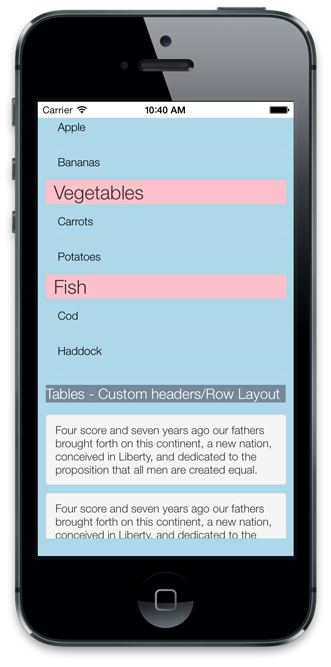 Carrier 10:40 AM
Apple
Bananas
Vegetables
Carrots
Potatoes
Fish
Cod
Haddock
Tables - Custom headers/Row Layout
Four score and seven years ago our fathers
brought forth on this continent, a new nation,
conceived in Liberty, and dedicated to the
proposition that all men are created equal.
Four score and seven years ago our fathers
brought forth on this continent, a new nation,
conceived in Liberty, and dedicated to the